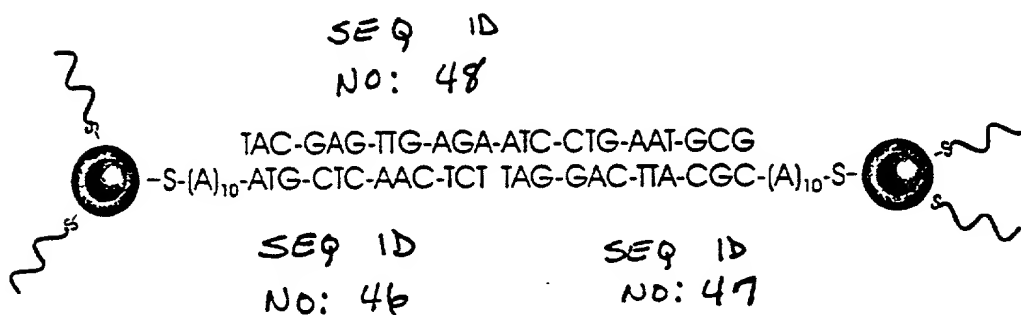 SEQ ID
NO: 48
S
TAC-GAG-TTG-AGA-ATC-CTG-AAT-GCG
S
-S-(A)10-ATG-CTC-AAC-TCT TAG-GAC-TTA-CGC-(A)10-S-
S
S
SEQ ID
NO: 46
SEQ ID
NO: 47